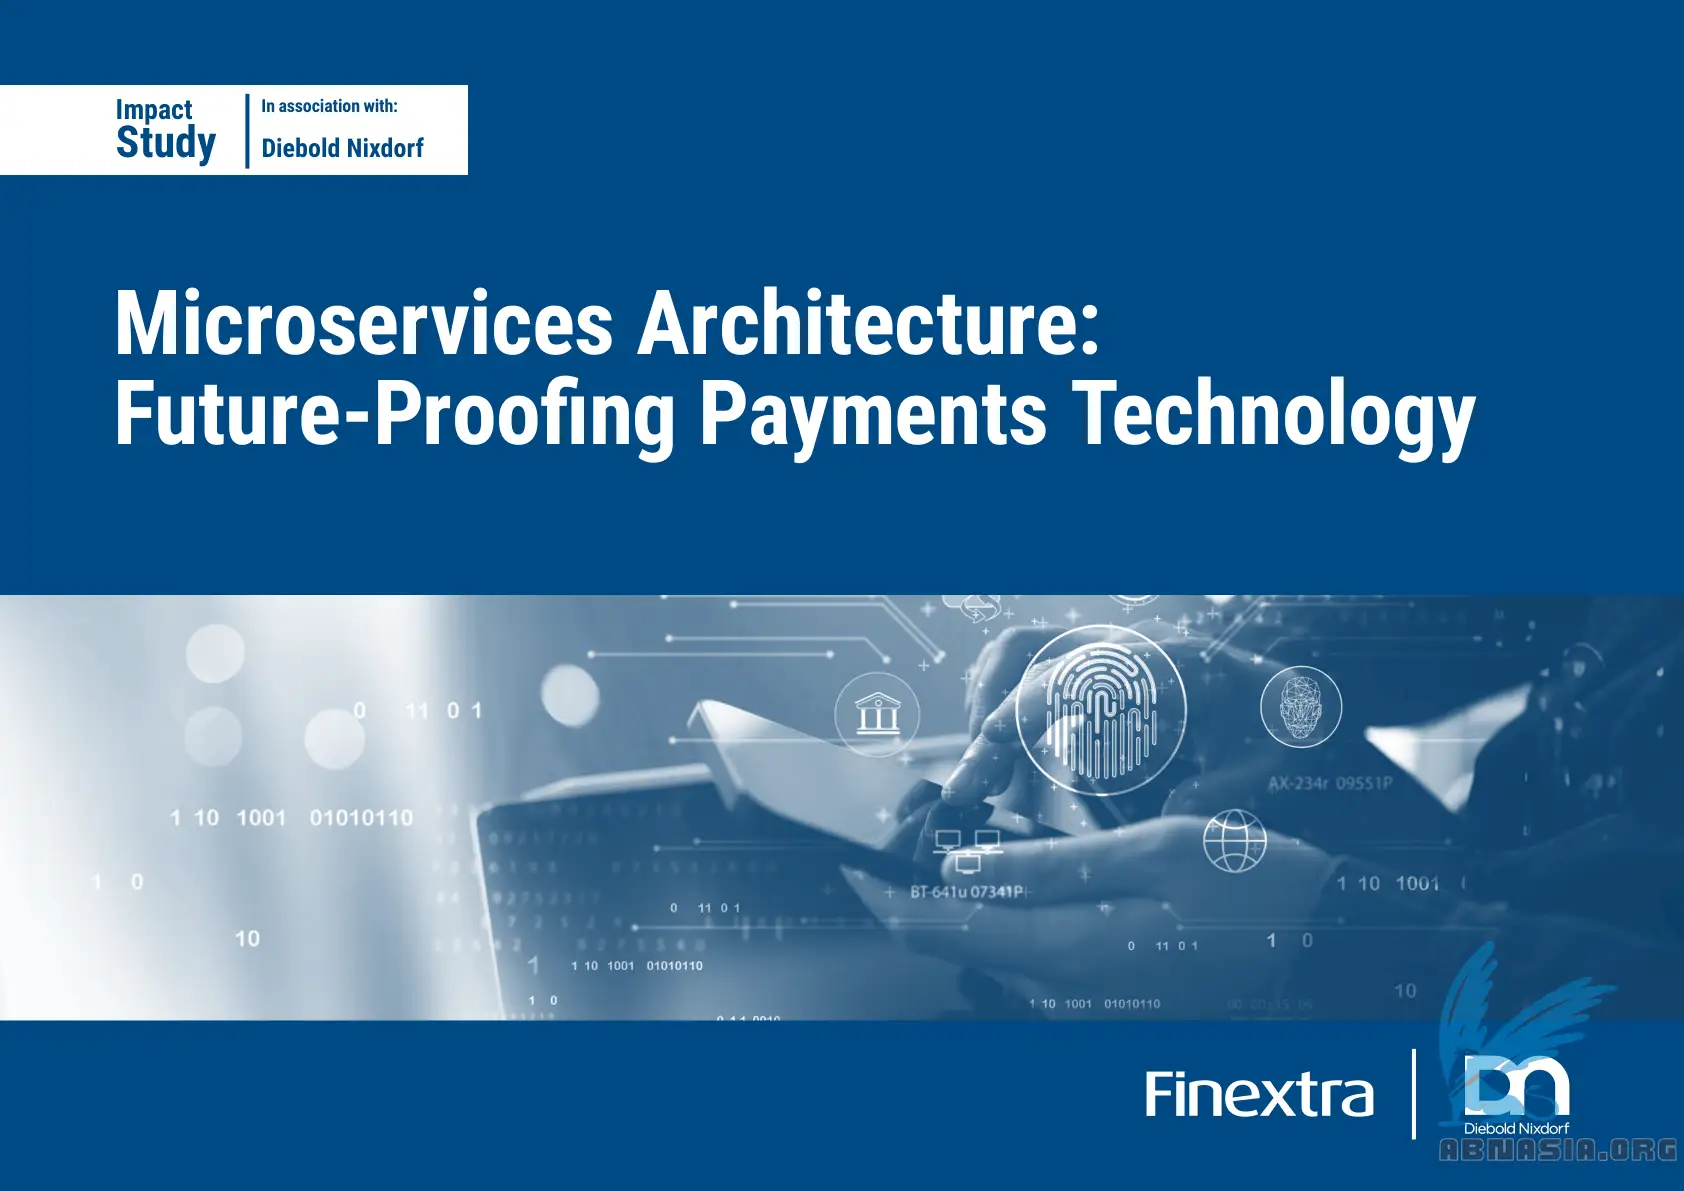 Impact
Study
In association with:
Diebold Nixdorf
Microservices Architecture:
Future-Proofing Payments Technology
0 11 0 1
1 10 1001 01010110
1 0
10
0 11 0 1
1
1 10 1001 01010110
1 0
AX-234r 09551P
BT-641u 07341P
1 10 1001
0 11 0 1
1 0
10
1 10 1001 01010110
Finextra
DN
Diebold Nixdorf
ABNASIA.ORG